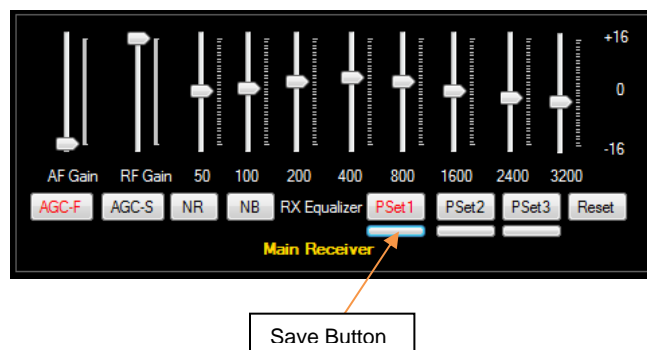 +16
0
-16
AF Gain RF Gain 50 100 200 400 800 1600 2400 3200
AGC-F AGC-S NR NB RX Equalizer PSet1 PSet2 PSet3 Reset
Main Receiver
Save Button